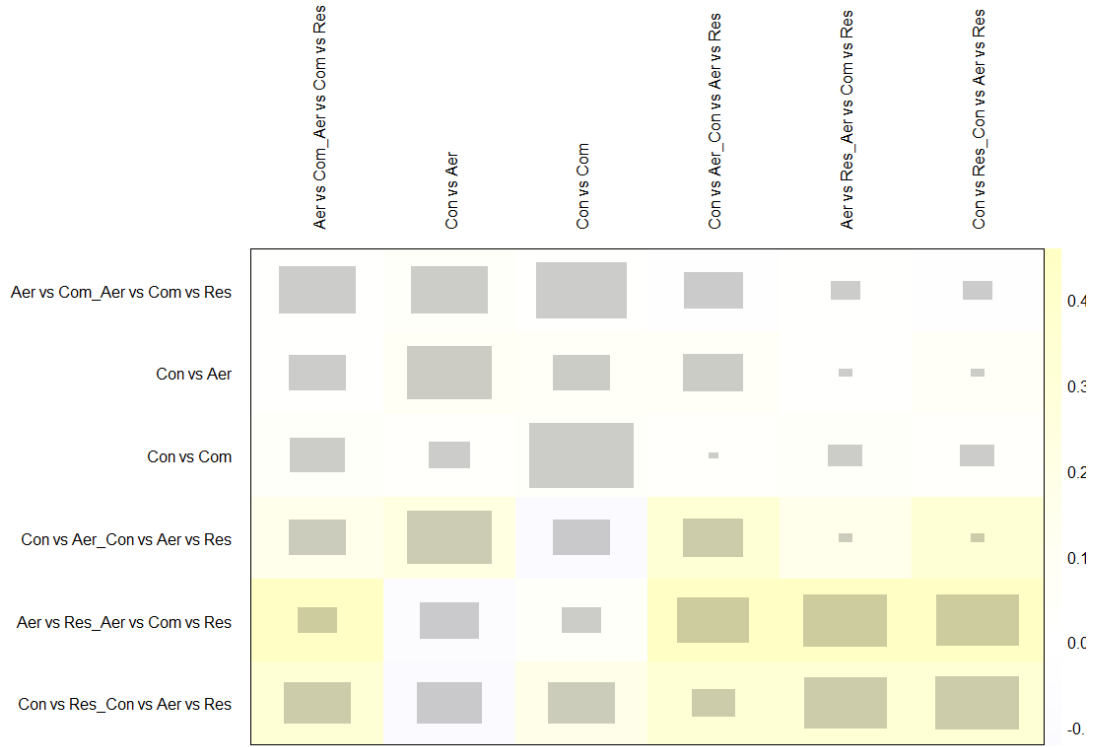 Aer vs Com_Aer vs Com vs Res
Con vs Aer
Con vs Com
Con vs Aer_Con vs Aer vs Res
Aer vs Res_Aer vs Com vs Res
Con vs Res_Con vs Aer vs Res
Aer vs Com_Aer vs Com vs Res
Con vs Aer
Con vs Com
Con vs Aer_Con vs Aer vs Res
Aer vs Res_Aer vs Com vs Res
Con vs Res_Con vs Aer vs Res
0.4
0.3
0.2
0.1
0.0
-0.